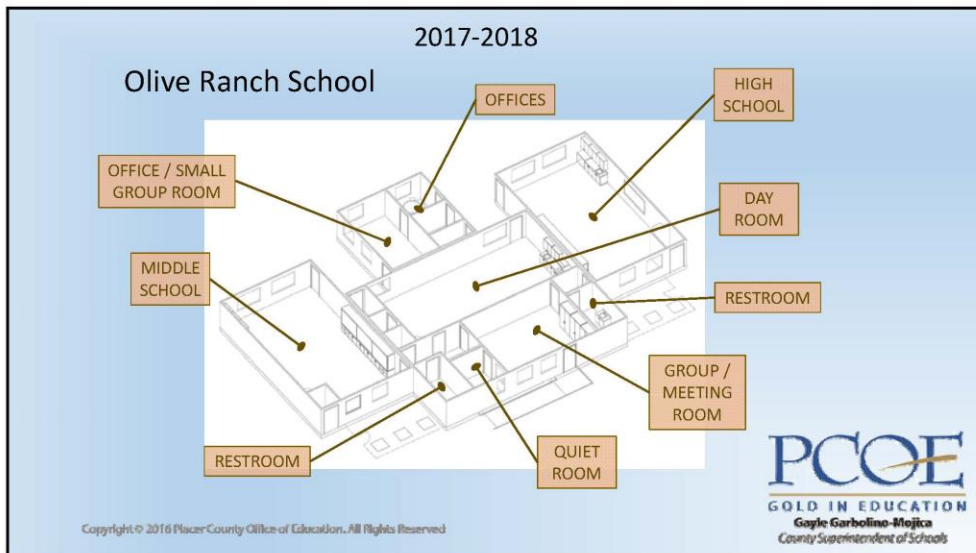 2017-2018
Olive Ranch School
OFFICES
HIGH
SCHOOL
OFFICE / SMALL
GROUP ROOM
DAY
ROOM
MIDDLE
SCHOOL
RESTROOM
GROUP /
MEETING
ROOM
RESTROOM
QUIET
ROOM
PCOE
GOLD IN EDUCATION
Gayle Garbolino-Mojica
County Superintendent of Schools
Copyright © 2016 Placer County Office of Education. All Rights Reserved